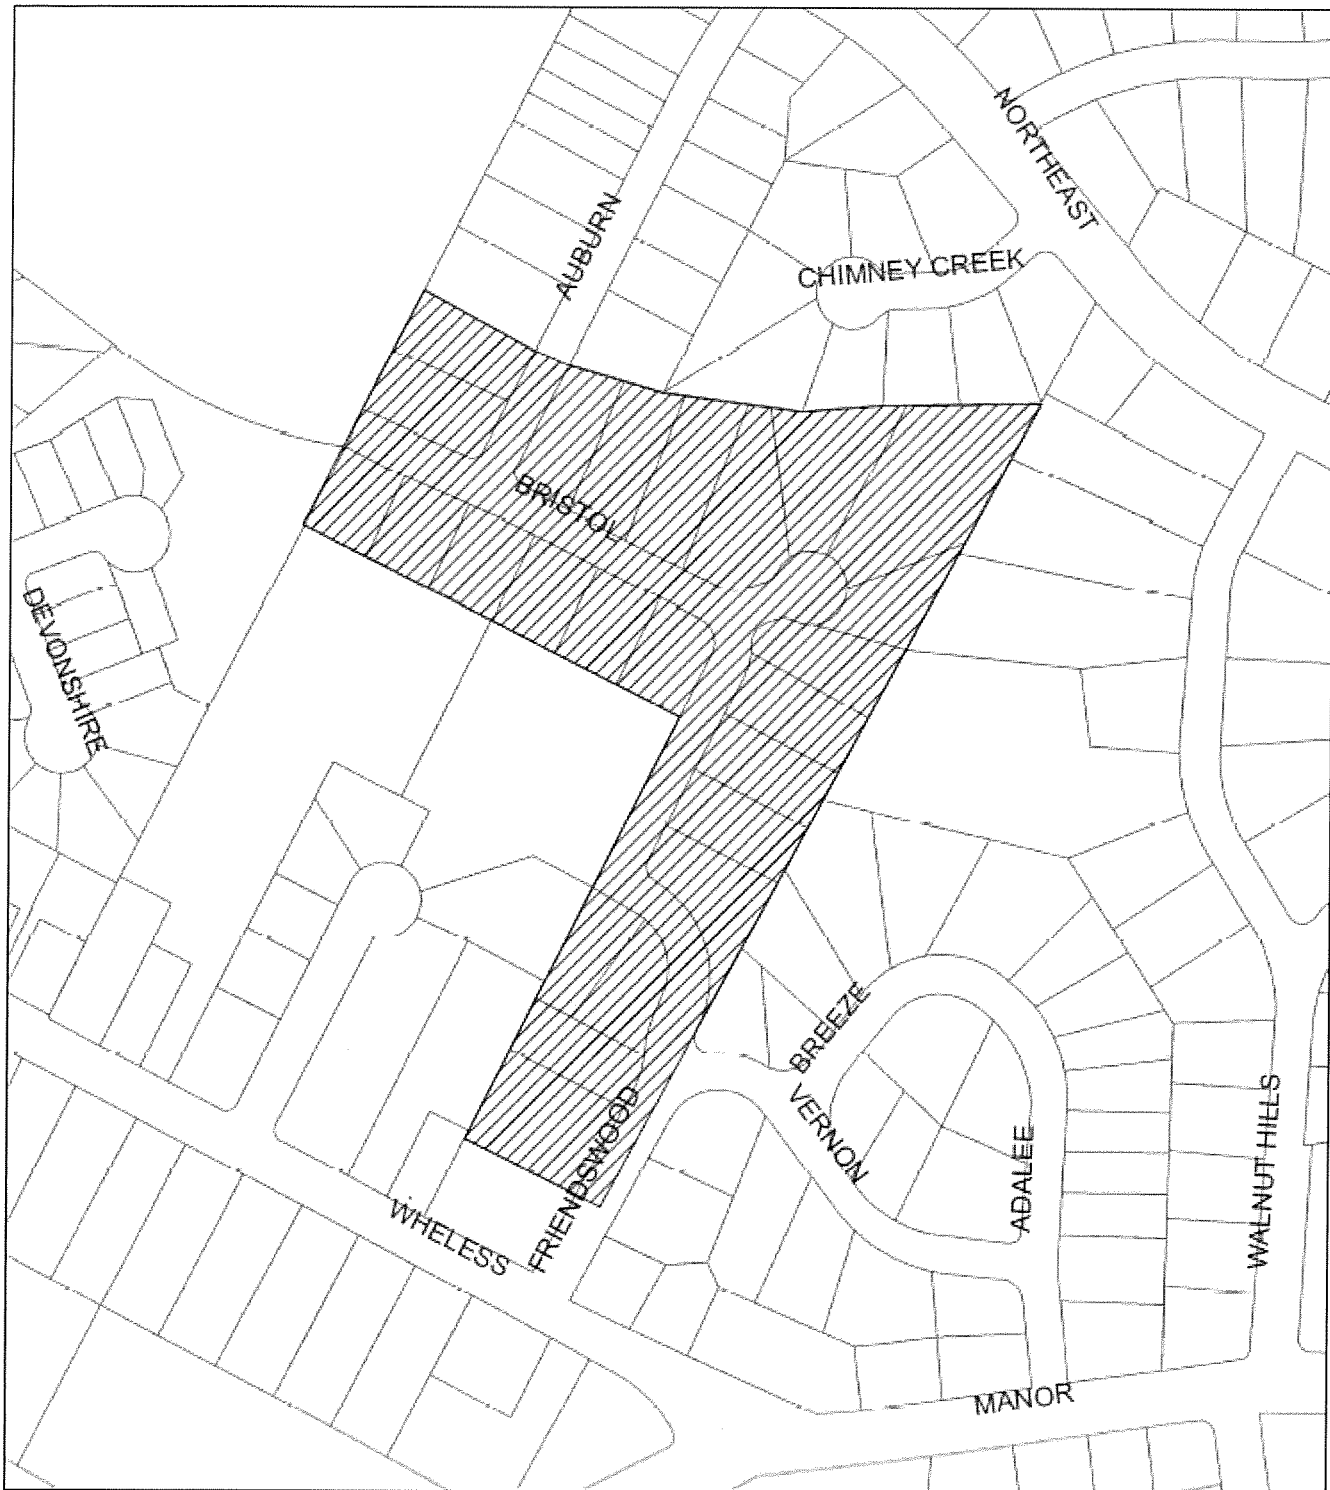 NORTHEAST
AUBURN
CHIMNEY CREEK
BRISTOL
DEVONSHIRE
BREEZE
VERNON
ADALEE
WALNUT HILLS
FRIENDSWOOD
WHELESS
MANOR